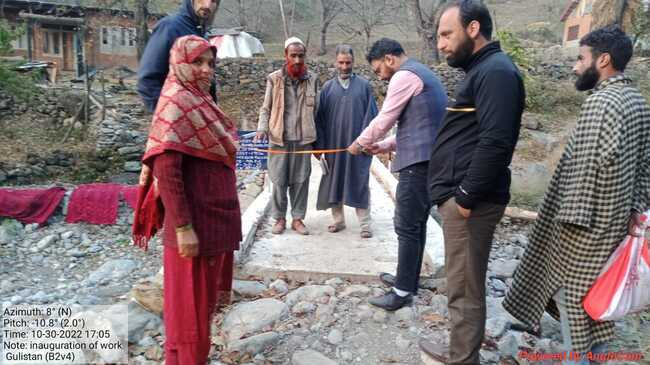 Azimuth: 8° (N)
Pitch: -10.8° (2.0°)
Time: 10-30-2022 17:05
Note: inauguration of work
Gulistan (B2v4)
Powered by AngleCam